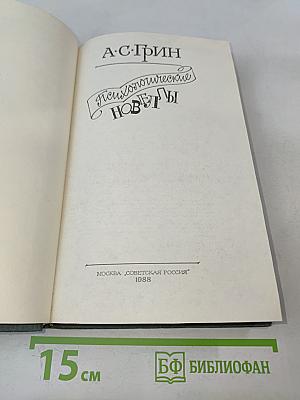 А·С·ГРИН
Психологические
НОВЕЛЛЫ
МОСКВА „СОВЕТСКАЯ РОССИЯ"
1988
15 см
БФ БИБЛИОФАН